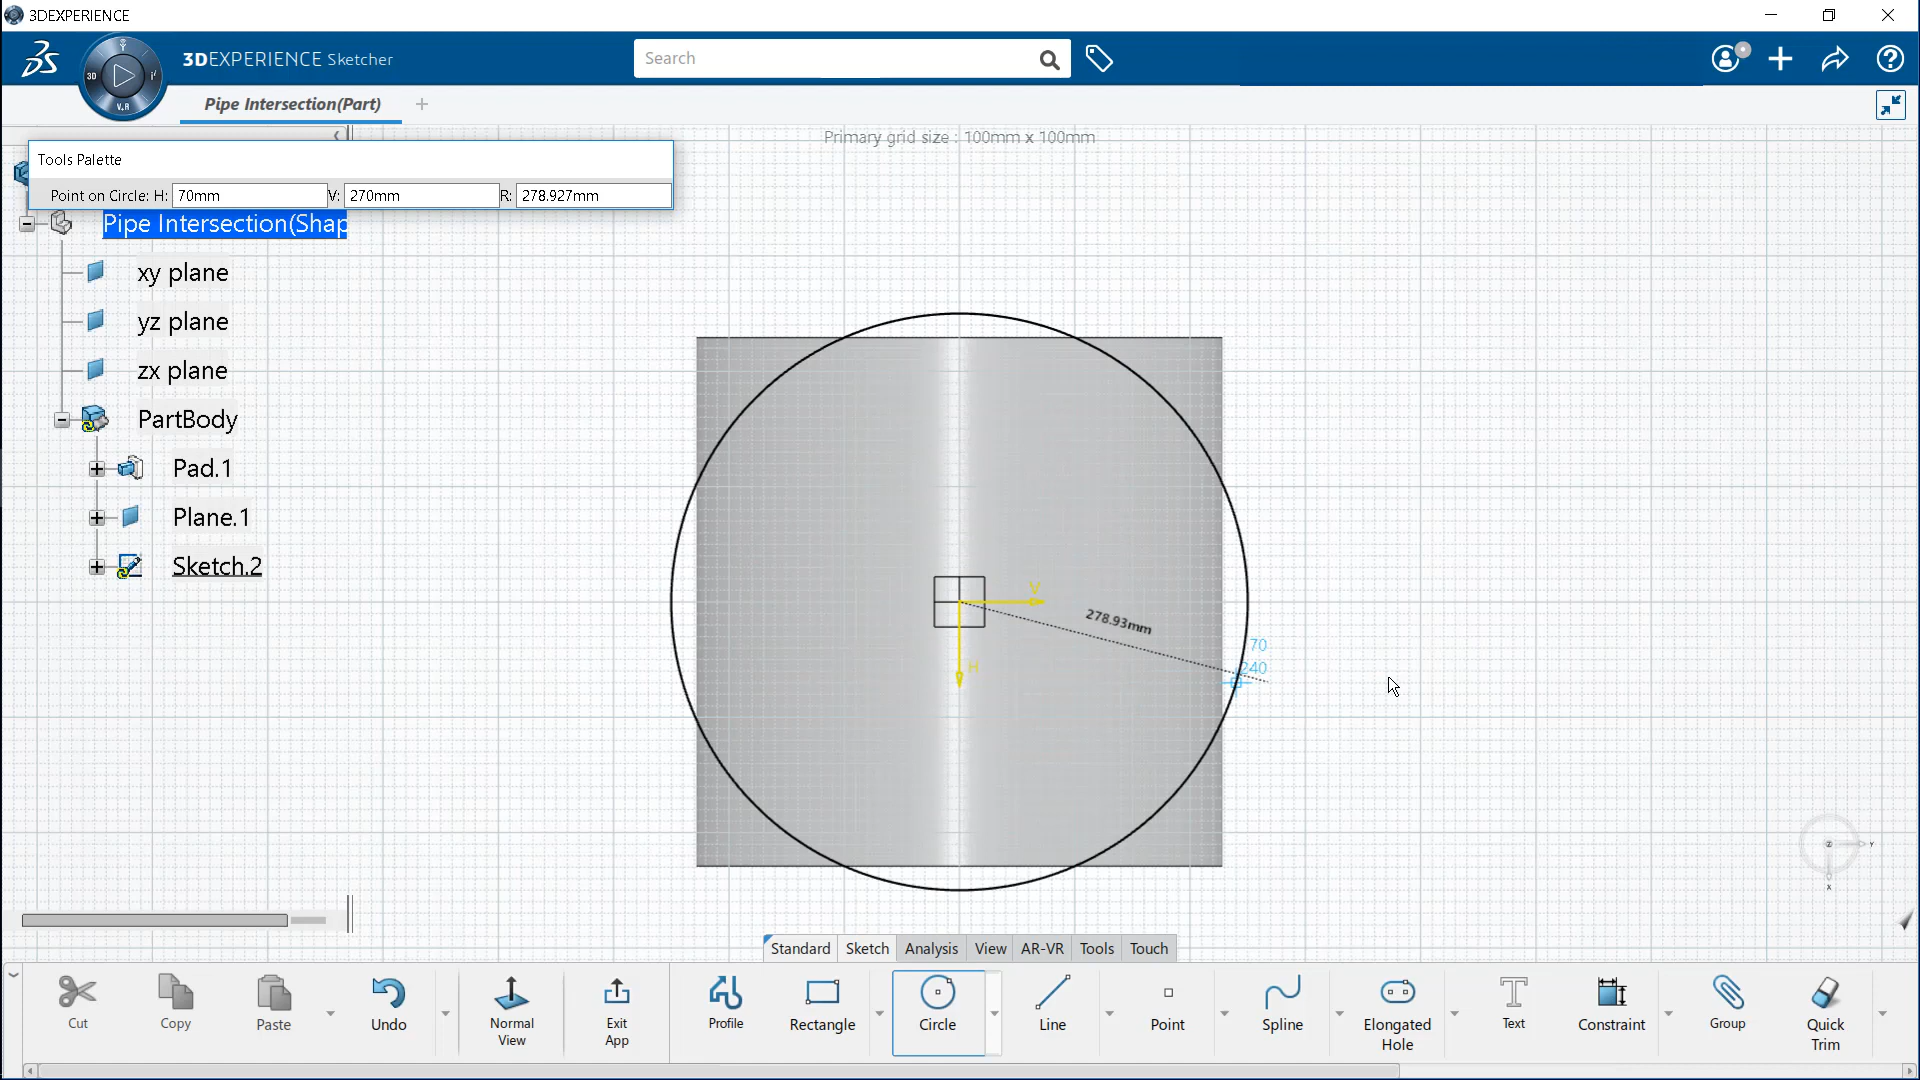 3DEXPERIENCE
3DEXPERIENCE Sketcher
Search
3D
V.R
Pipe Intersection(Part)
Primary grid size : 100mm x 100mm
Tools Palette
Point on Circle: H: 70mm V: 270mm R: 278.927mm
Pipe Intersection(Shap
xy plane
yz plane
zx plane
PartBody
Pad.1
Plane.1
Sketch.2
V
H
278.93mm
70
240
Z
Y
X
Standard Sketch Analysis View AR-VR Tools Touch
Cut
Copy
Paste
Undo
Normal View
Exit App
Profile
Rectangle
Circle
Line
Point
Spline
Elongated Hole
Text
Constraint
Group
Quick Trim